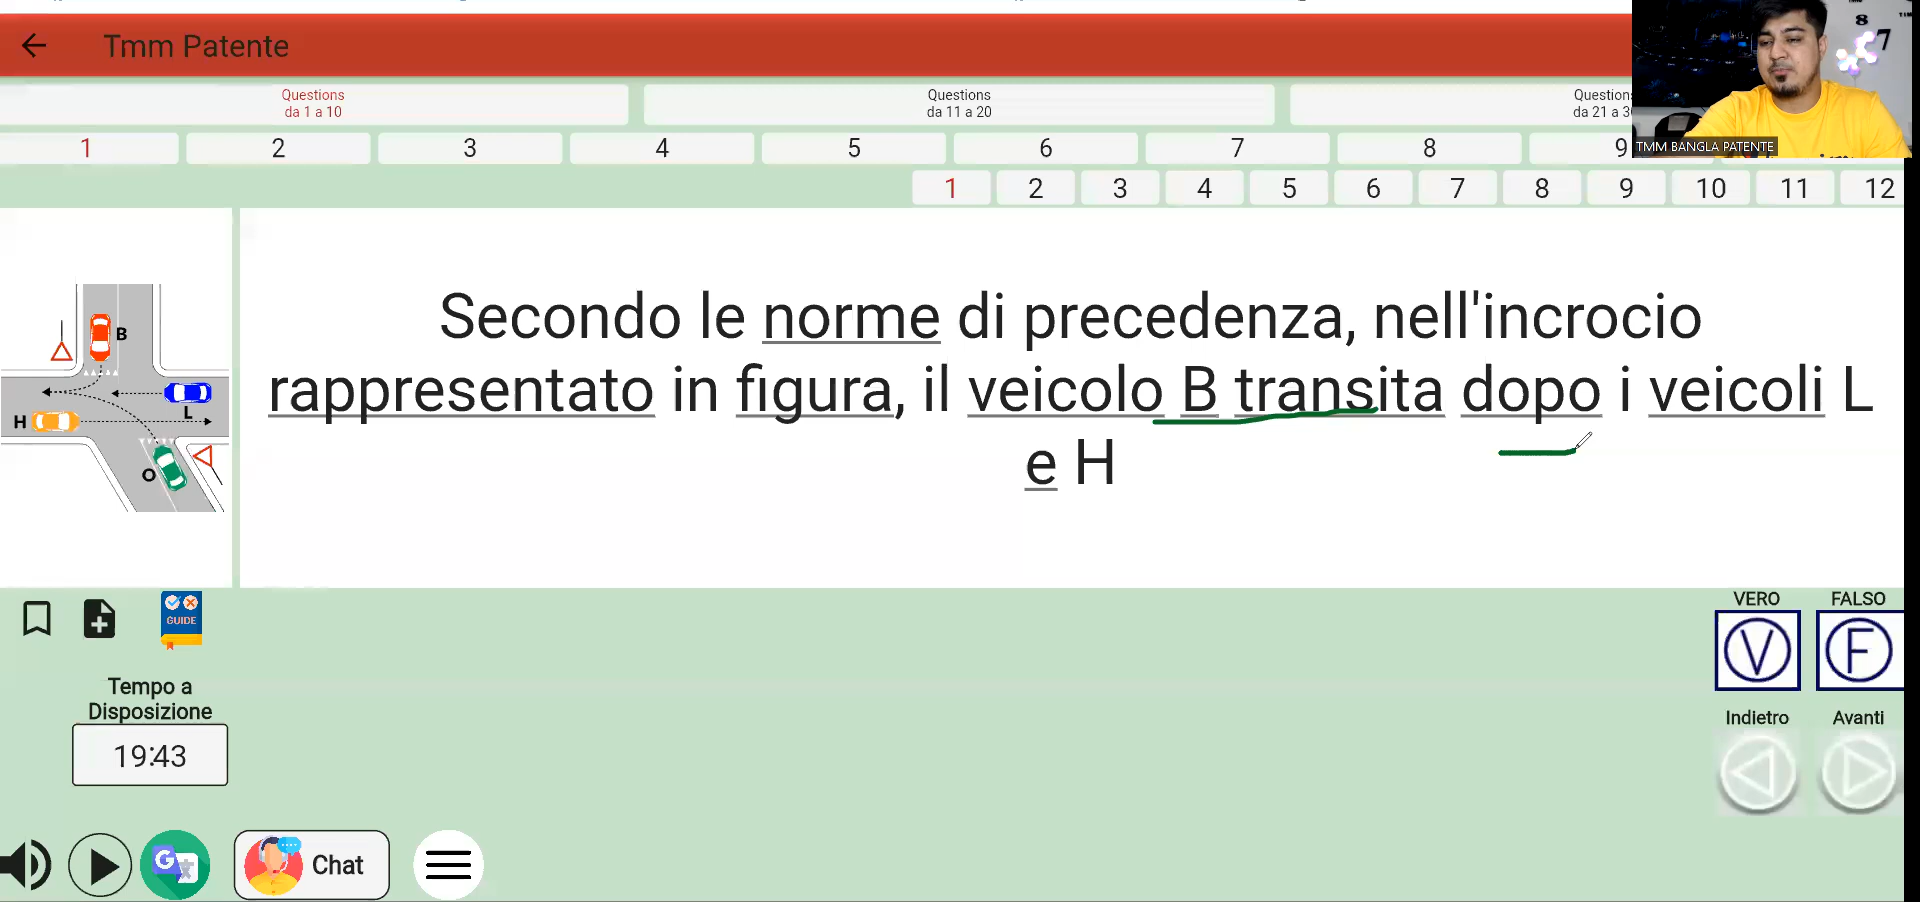 Tmm Patente
8
7
TMM BANGLA PATENTE
Questions
da 1 a 10
Questions
da 11 a 20
Questions
da 21 a 3
1 2 3 4 5 6 7 8 9
1 2 3 4 5 6 7 8 9 10 11 12
B
L
H
O
Secondo le norme di precedenza, nell'incrocio
rappresentato in figura, il veicolo B transita dopo i veicoli L
e H
GUIDE
VERO FALSO
V F
Tempo a
Disposizione
19:43
Indietro Avanti
G
Chat